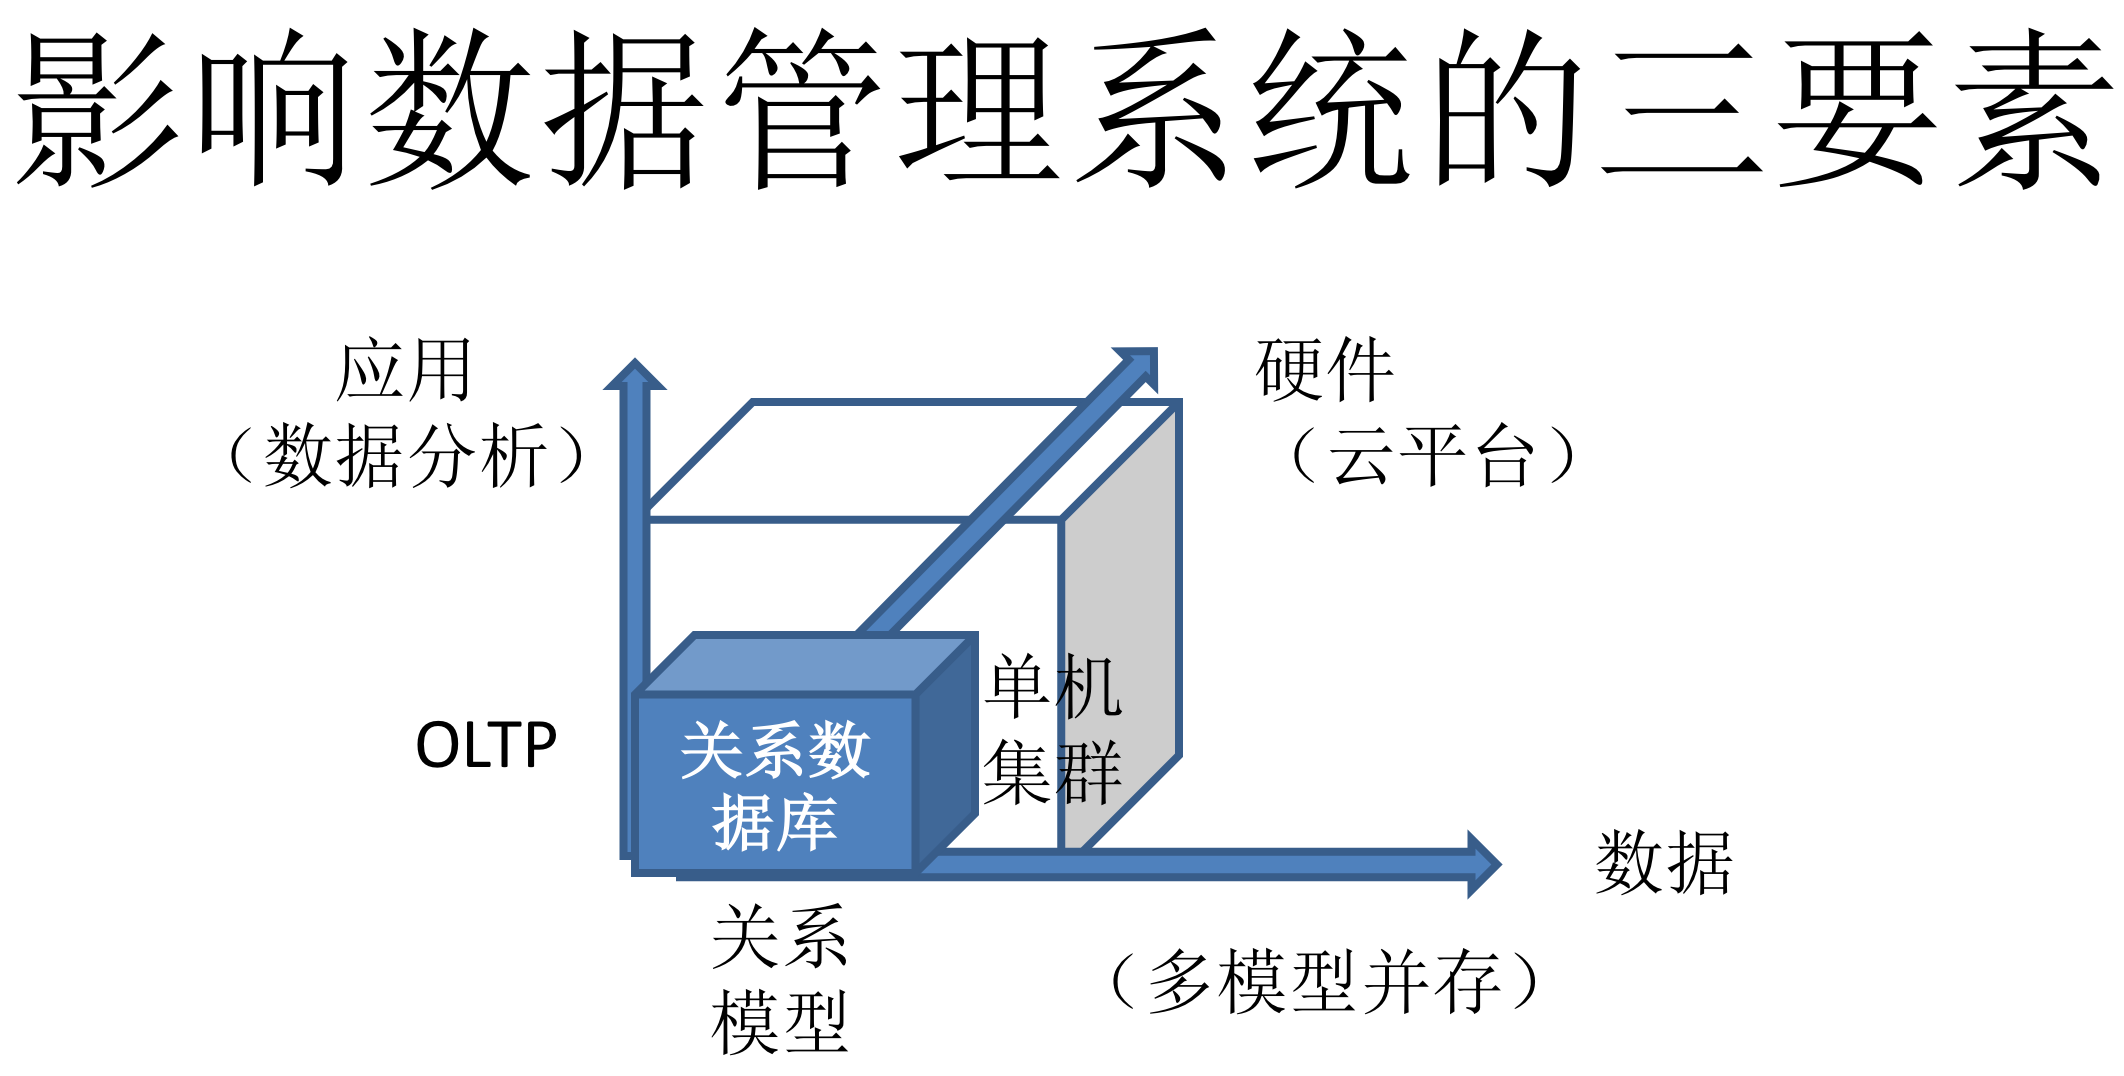 影响数据管理系统的三要素
应用
（数据分析）
硬件
（云平台）
OLTP
关系数
据库
单机
集群
数据
关系
模型
（多模型并存）